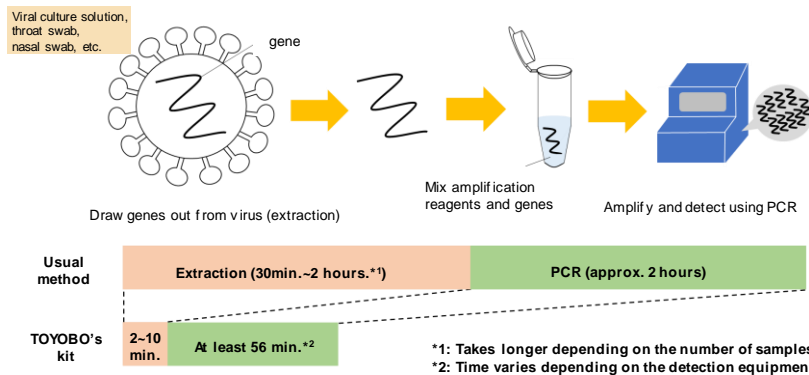 Viral culture solution,
throat swab,
nasal swab, etc.
gene
Draw genes out from virus (extraction)
Mix amplification
reagents and genes
Amplify and detect using PCR
Usual
method
Extraction (30min.~2 hours.*1)
PCR (approx. 2 hours)
TOYOBO's
kit
2~10
min.
At least 56 min.*2
*1: Takes longer depending on the number of samples
*2: Time varies depending on the detection equipmen